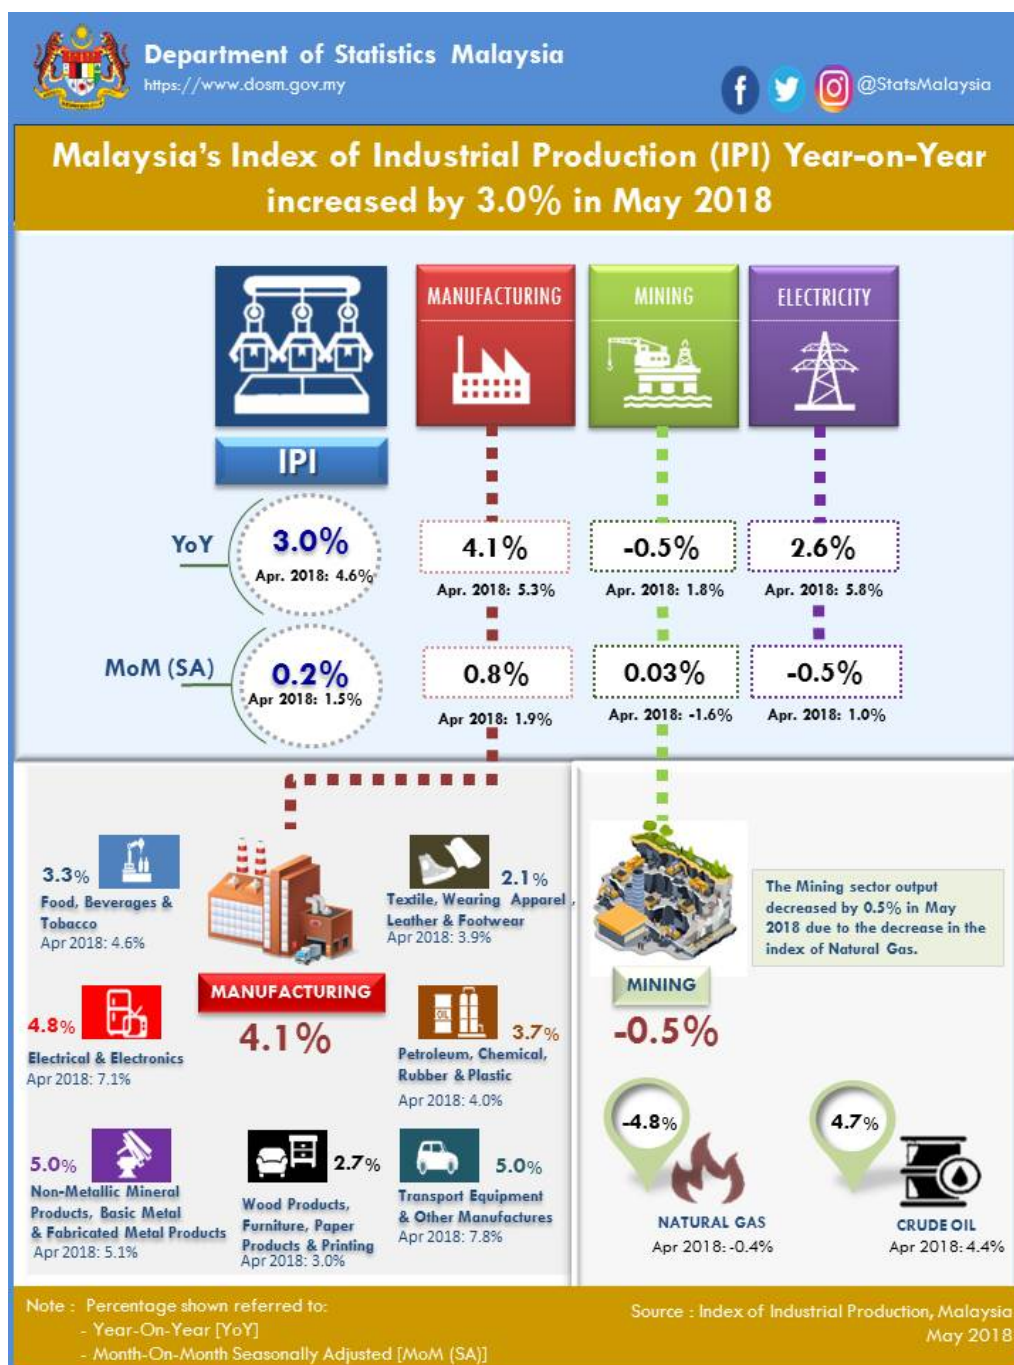 Department of Statistics Malaysia
https://www.dosm.gov.my
@StatsMalaysia
Malaysia's Index of Industrial Production (IPI) Year-on-Year
increased by 3.0% in May 2018
MANUFACTURING
MINING
ELECTRICITY
IPI
YoY
3.0%
Apr. 2018: 4.6%
4.1%
Apr. 2018: 5.3%
-0.5%
Apr. 2018: 1.8%
2.6%
Apr. 2018: 5.8%
MoM (SA)
0.2%
Apr 2018: 1.5%
0.8%
Apr 2018: 1.9%
0.03%
Apr. 2018: -1.6%
-0.5%
Apr. 2018: 1.0%
3.3%
Food, Beverages &
Tobacco
Apr 2018: 4.6%
2.1%
Textile, Wearing Apparel ,
Leather & Footwear
Apr 2018: 3.9%
MANUFACTURING
4.1%
4.8%
Electrical & Electronics
Apr 2018: 7.1%
OIL
3.7%
Petroleum, Chemical,
Rubber & Plastic
Apr 2018: 4.0%
5.0%
Non-Metallic Mineral
Products, Basic Metal
& Fabricated Metal Products
Apr 2018: 5.1%
2.7%
Wood Products,
Furniture, Paper
Products & Printing
Apr 2018: 3.0%
5.0%
Transport Equipment
& Other Manufactures
Apr 2018: 7.8%
The Mining sector output
decreased by 0.5% in May
2018 due to the decrease in the
index of Natural Gas.
MINING
-0.5%
-4.8%
NATURAL GAS
Apr 2018: -0.4%
4.7%
CRUDE OIL
Apr 2018: 4.4%
Note : Percentage shown referred to:
- Year-On-Year [YoY]
- Month-On-Month Seasonally Adjusted [MoM (SA)]
Source : Index of Industrial Production, Malaysia
May 2018